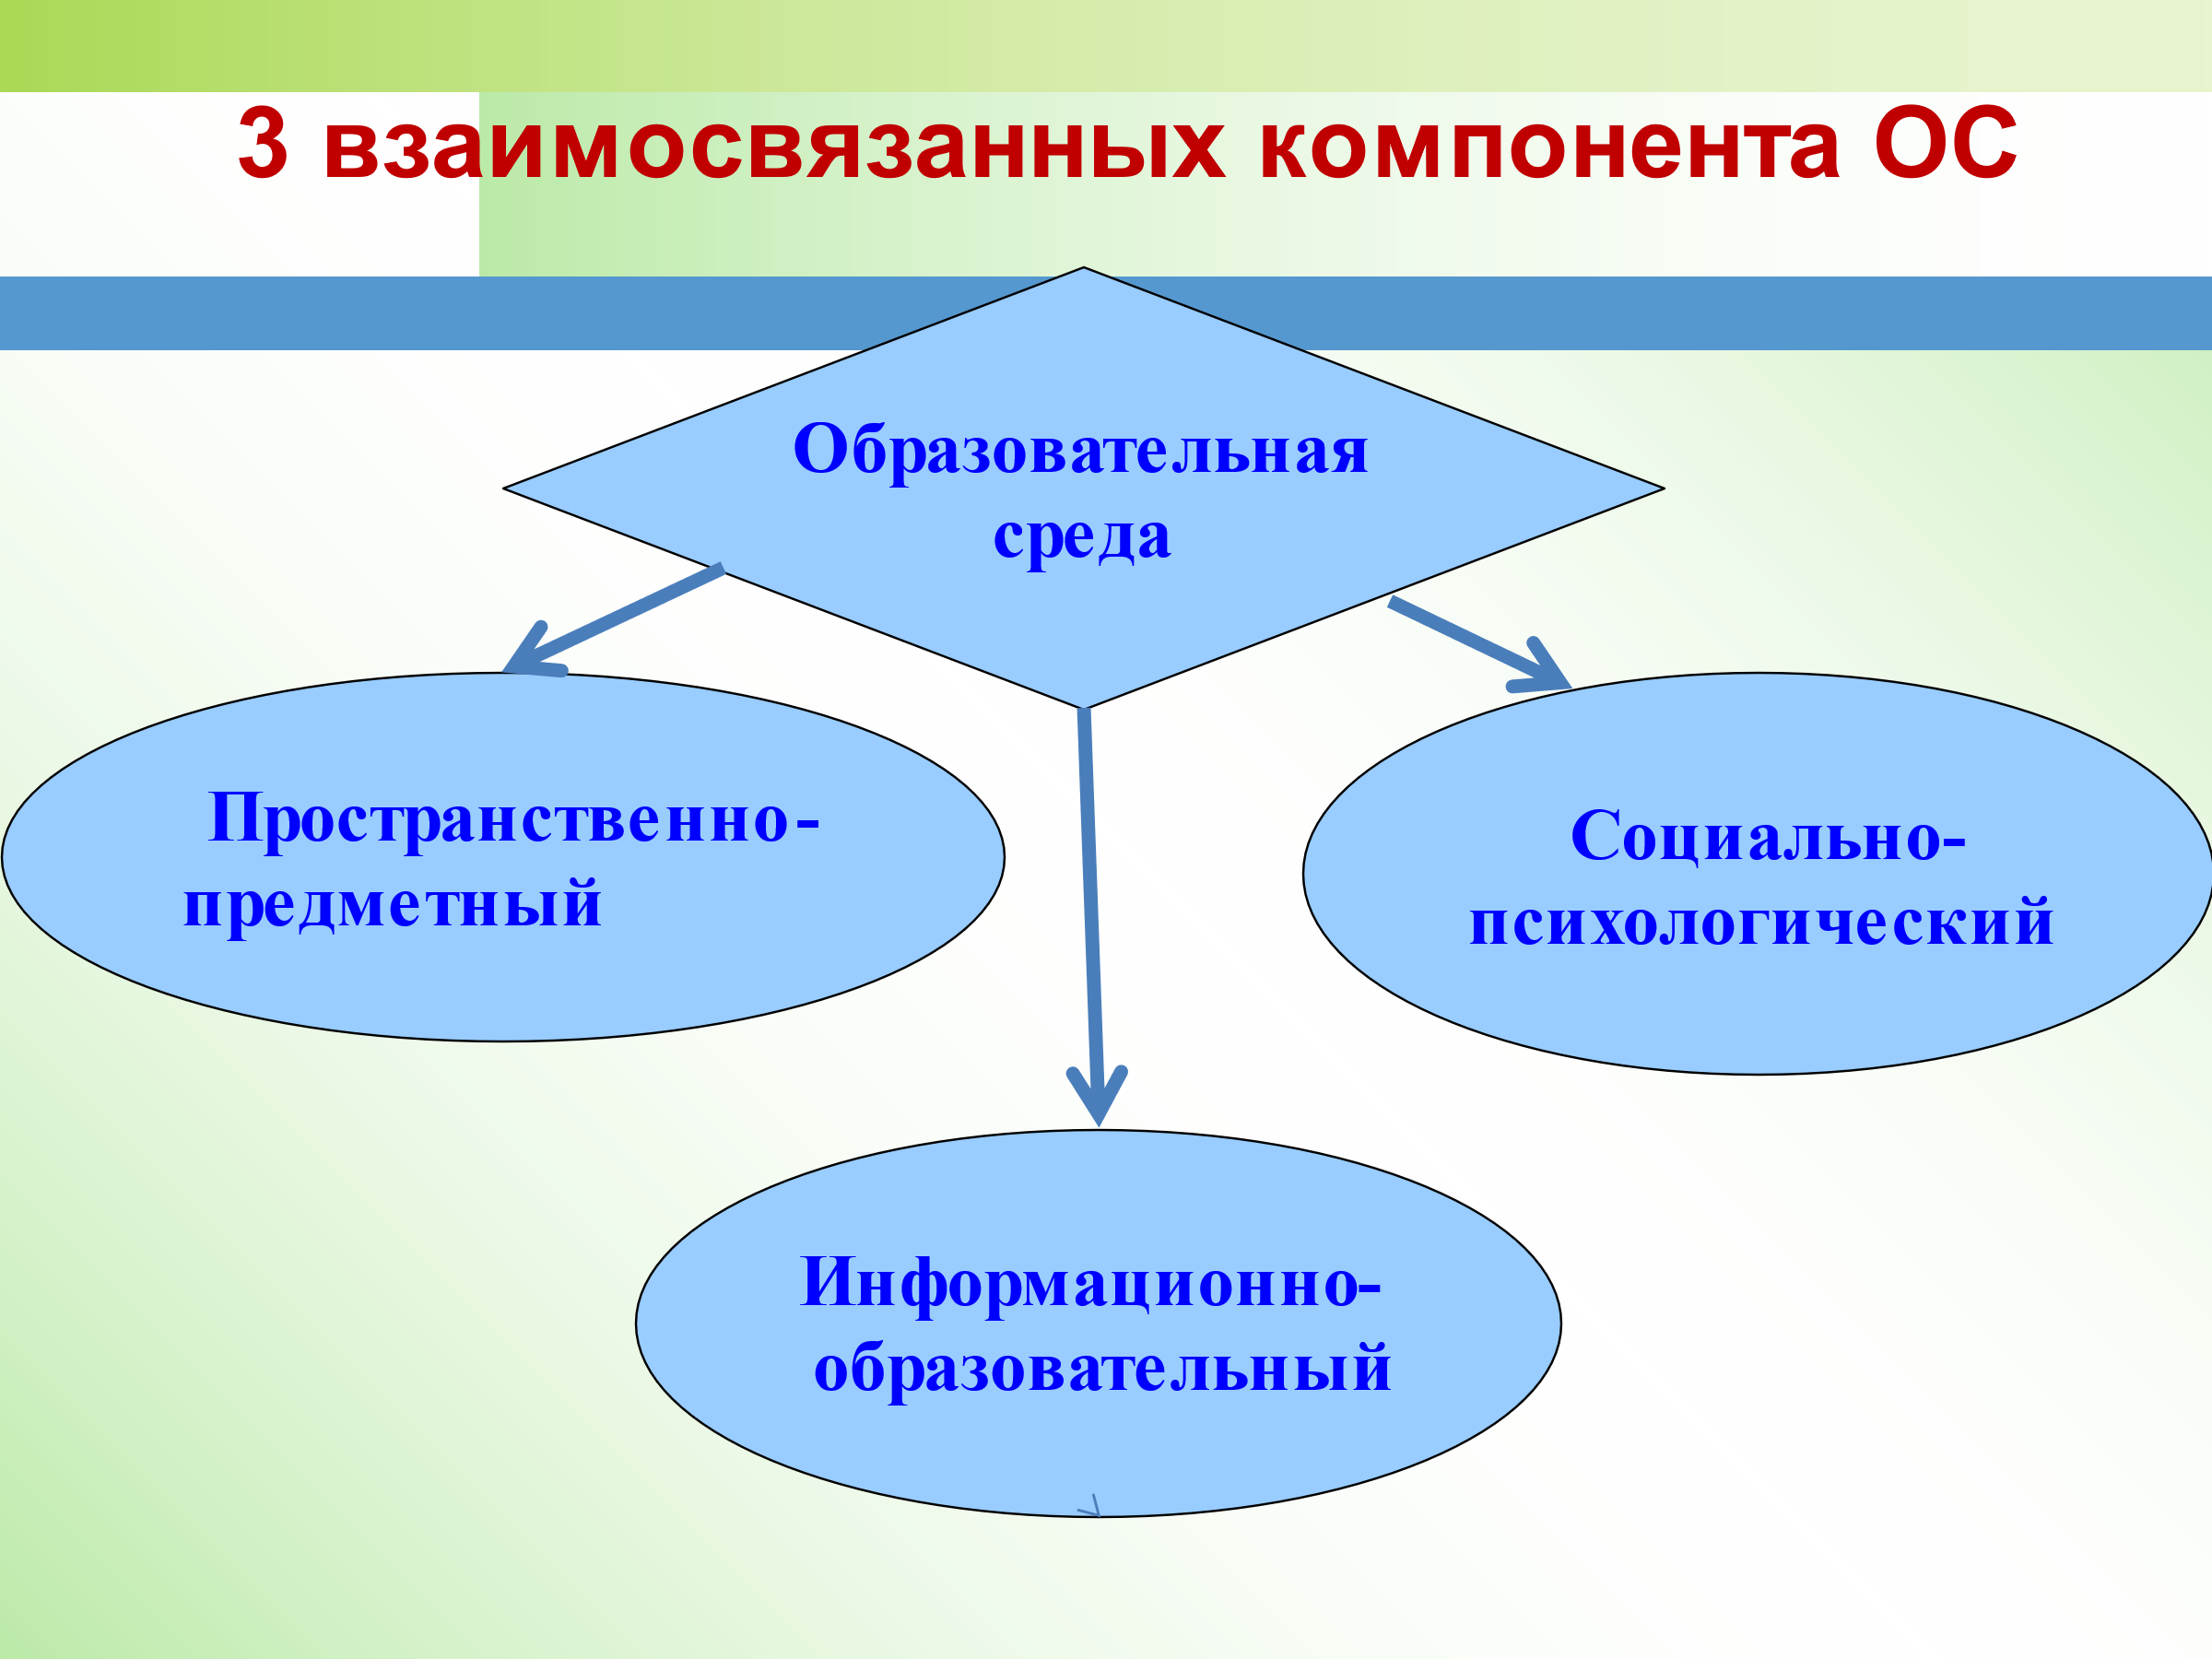 3 взаимосвязанных компонента ОС
Образовательная
среда
Пространственно-
предметный
Социально-
психологический
Информационно-
образовательный